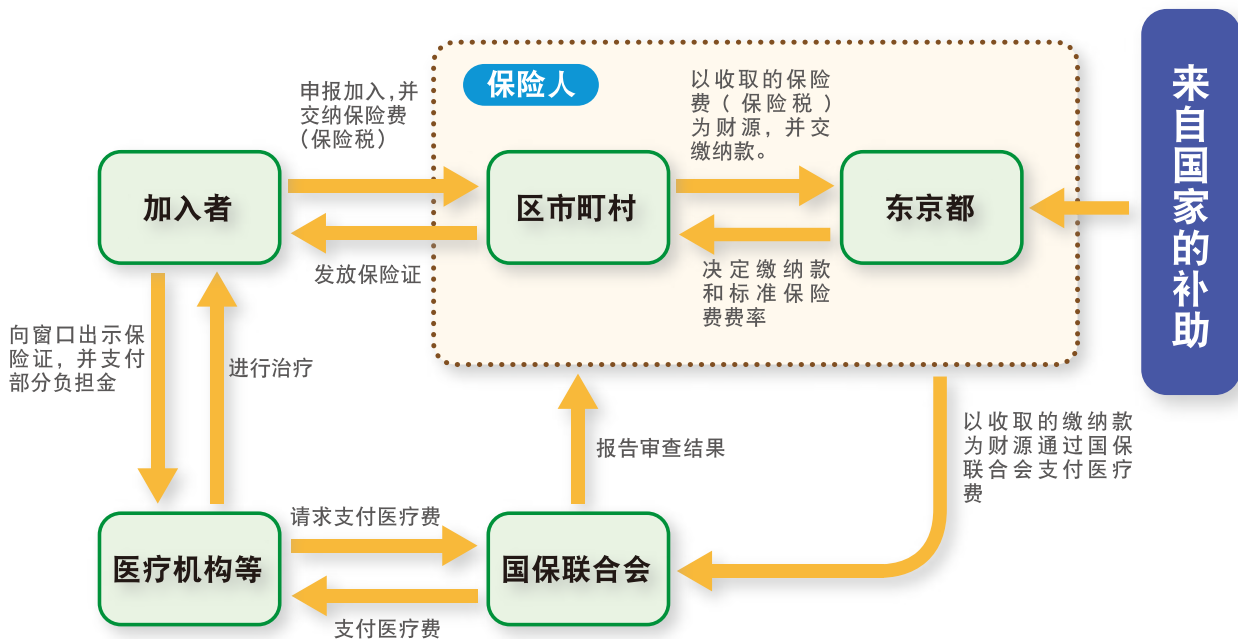 保险人
申报加入,并
交纳保险费
(保险税)
以收取的保险
费(保险税)
为财源，并交
缴纳款。
来自国家的补助
加入者
区市町村
东京都
发放保险证
决定缴纳款
和标准保险
费费率
向窗口出示保
险证，并支付
部分负担金
进行治疗
报告审查结果
以收取的缴纳款
为财源通过国保
联合会支付医疗
费
请求支付医疗费
医疗机构等
国保联合会
支付医疗费